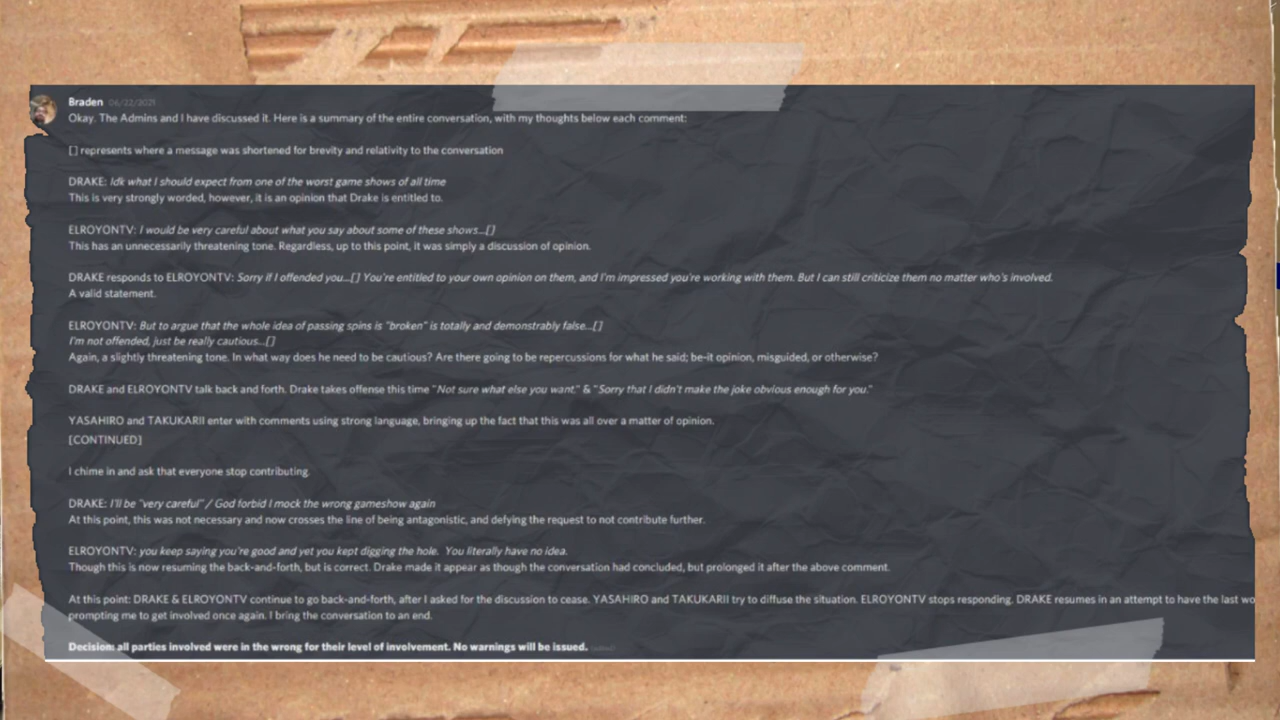 Braden 06/22/2021
Okay. The Admins and I have discussed it. Here is a summary of the entire conversation, with my thoughts below each comment:
[] represents where a message was shortened for brevity and relativity to the conversation
DRAKE: Idk what I should expect from one of the worst game shows of all time
This is very strongly worded, however, it is an opinion that Drake is entitled to.
ELROYONTV: I would be very careful about what you say about some of these shows...[]
This has an unnecessarily threatening tone. Regardless, up to this point, it was simply a discussion of opinion.
DRAKE responds to ELROYONTV: Sorry if I offended you...[] You're entitled to your own opinion on them, and I'm impressed you're working with them. But I can still criticize them no matter who's involved.
A valid statement.
ELROYONTV: But to argue that the whole idea of passing spins is "broken" is totally and demonstrably false...[]
I'm not offended, just be really cautious...[]
Again, a slightly threatening tone. In what way does he need to be cautious? Are there going to be repercussions for what he said; be-it opinion, misguided, or otherwise?
DRAKE and ELROYONTV talk back and forth. Drake takes offense this time "Not sure what else you want." & "Sorry that I didn't make the joke obvious enough for you."
YASAHIRO and TAKUKARII enter with comments using strong language, bringing up the fact that this was all over a matter of opinion.
[CONTINUED]
I chime in and ask that everyone stop contributing.
DRAKE: I'll be "very careful" / God forbid I mock the wrong gameshow again
At this point, this was not necessary and now crosses the line of being antagonistic, and defying the request to not contribute further.
ELROYONTV: you keep saying you're good and yet you kept digging the hole. You literally have no idea.
Though this is now resuming the back-and-forth, but is correct. Drake made it appear as though the conversation had concluded, but prolonged it after the above comment.
At this point: DRAKE & ELROYONTV continue to go back-and-forth, after I asked for the discussion to cease. YASAHIRO and TAKUKARII try to diffuse the situation. ELROYONTV stops responding. DRAKE resumes in an attempt to have the last wo
prompting me to get involved once again. I bring the conversation to an end.
Decision: all parties involved were in the wrong for their level of involvement. No warnings will be issued.